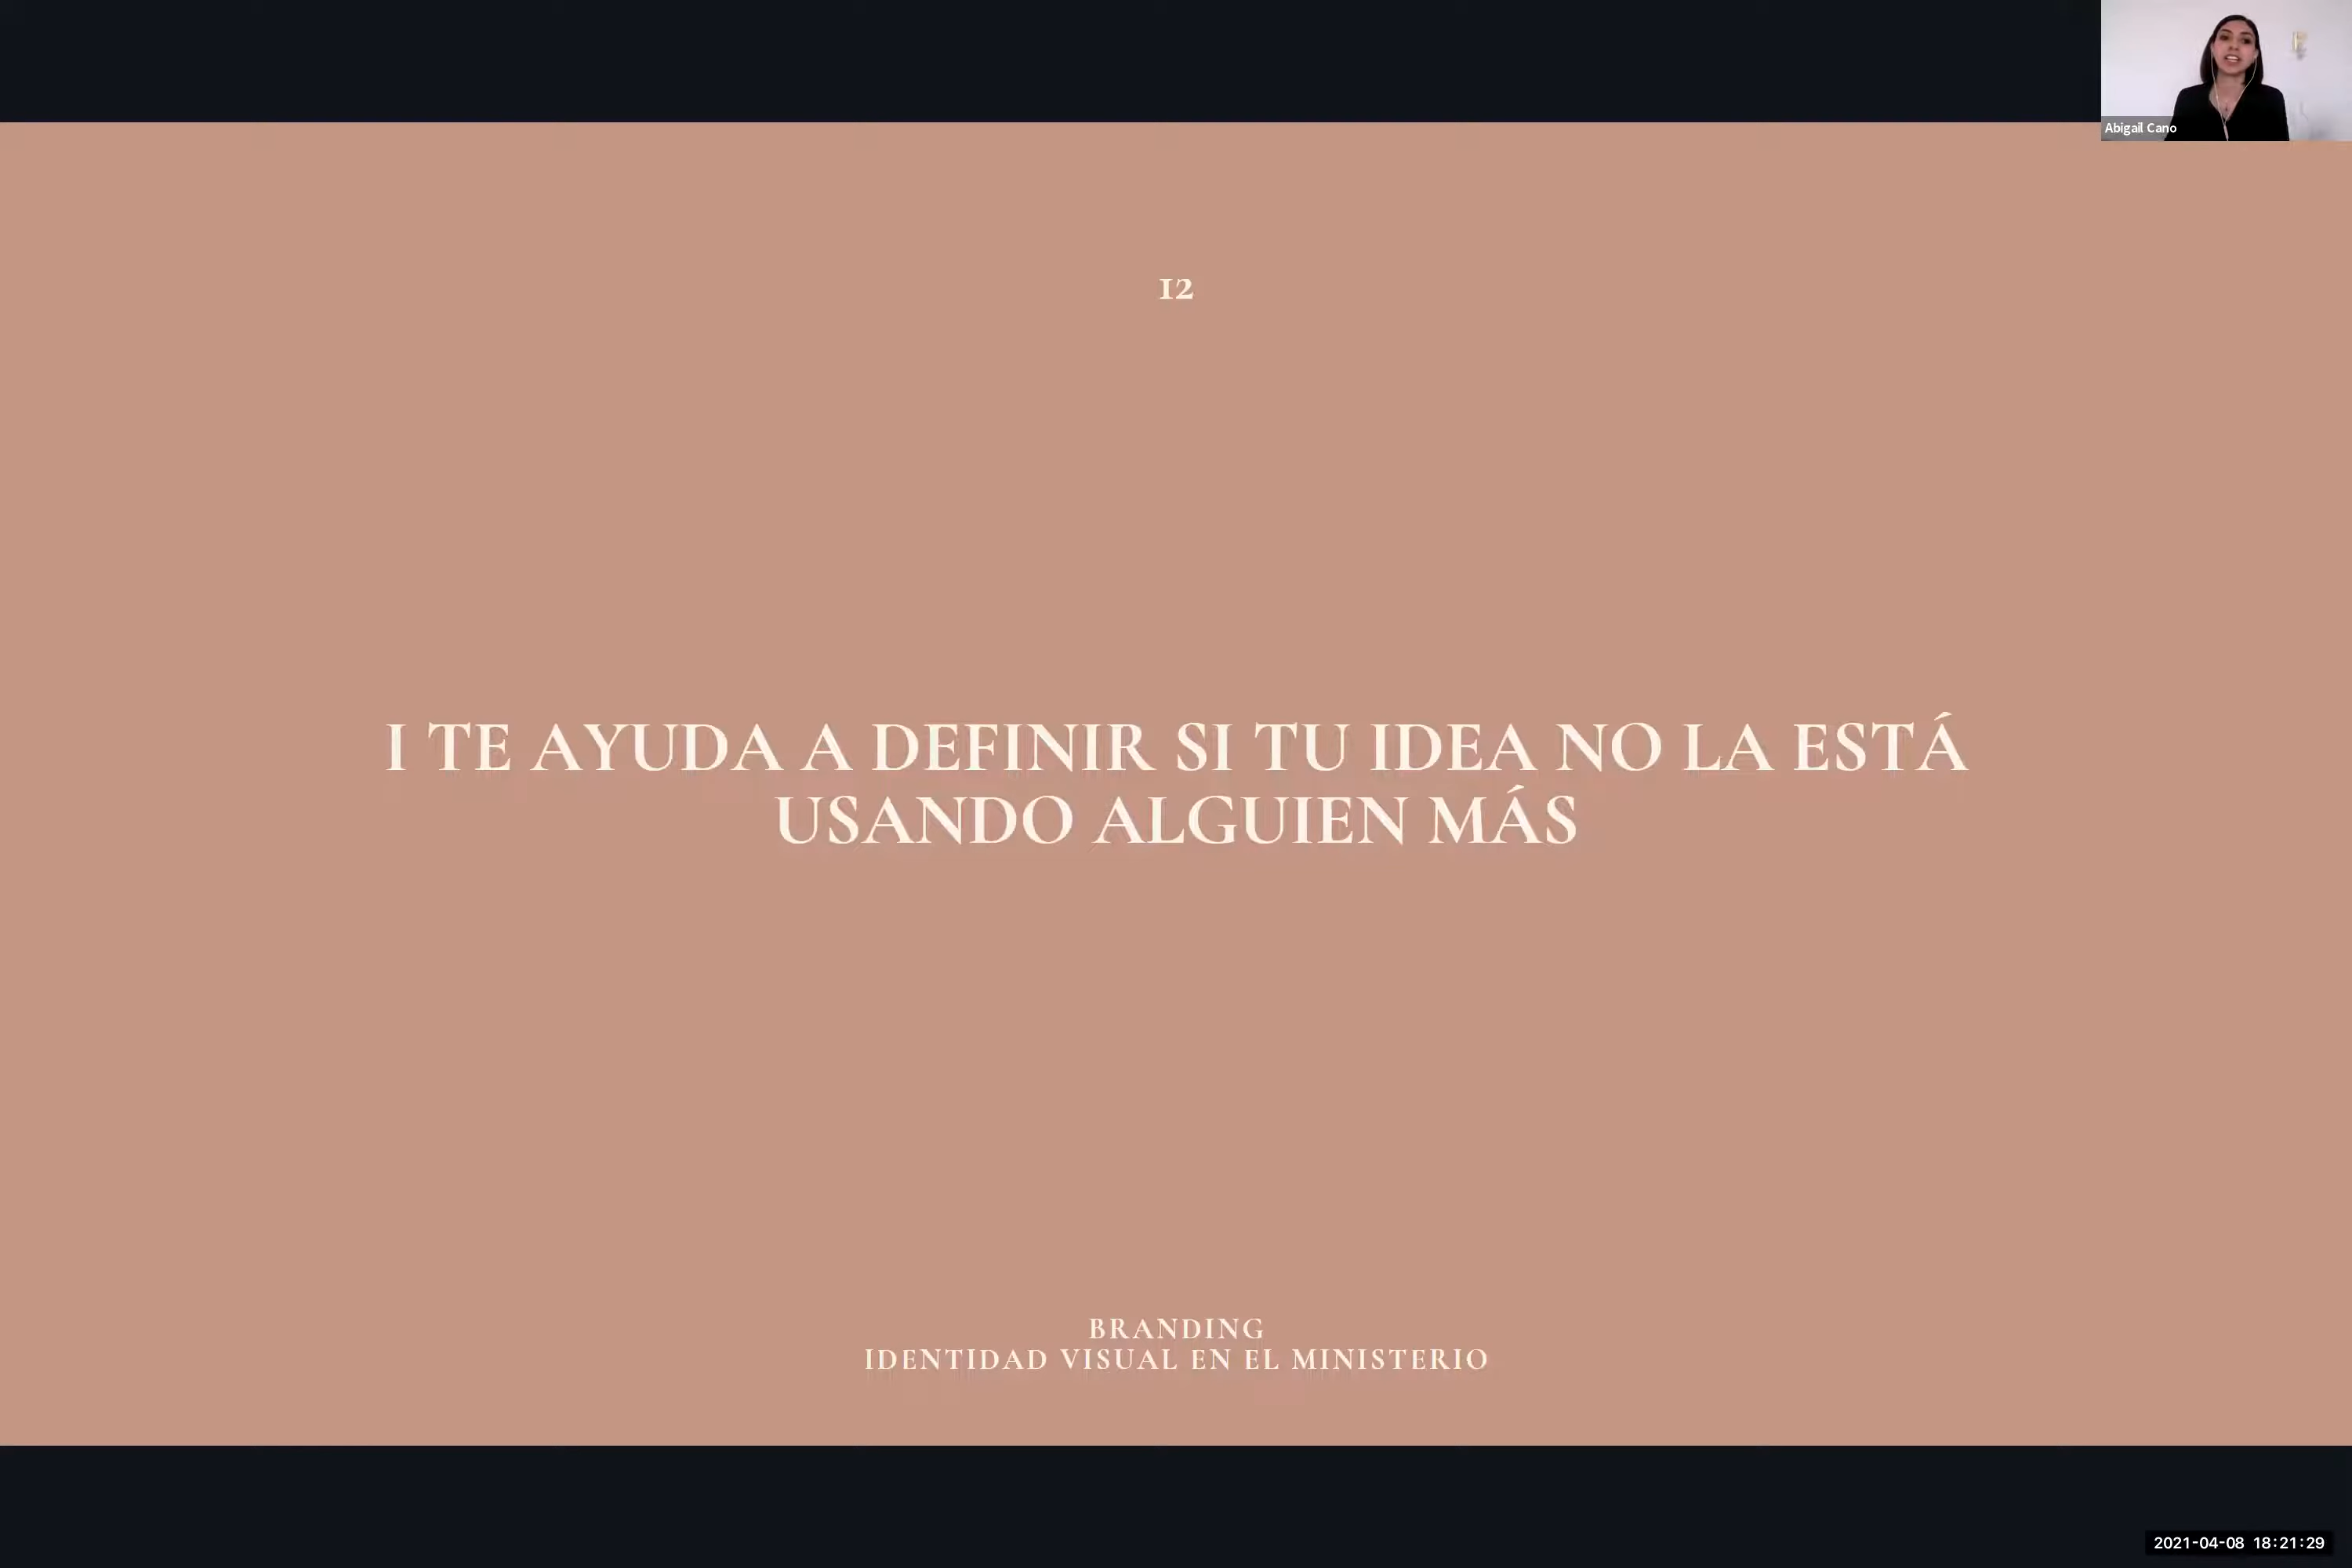 Abigail Cano
12
I TE AYUDA A DEFINIR SI TU IDEA NO LA ESTÁ
USANDO ALGUIEN MÁS
BRANDING
IDENTIDAD VISUAL EN EL MINISTERIO
2021-04-08 18:21:29